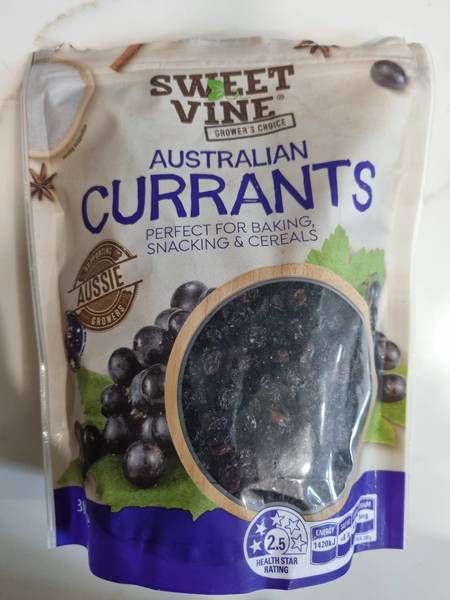 SWEET
VINE®
GROWER'S CHOICE
AUSTRALIAN
CURRANTS
PERFECT FOR BAKING,
SNACKING & CEREALS
SUPPORTING
AUSSIE
GROWERS
2.5
HEALTH STAR
RATING
ENERGY
1420kJ